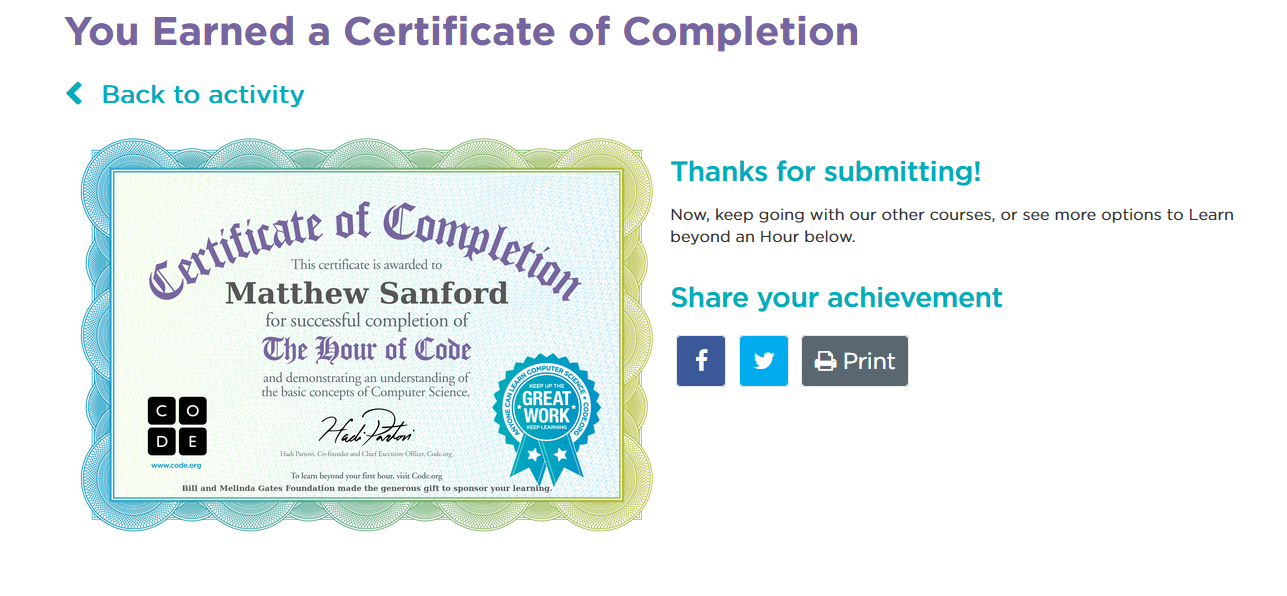 You Earned a Certificate of Completion
Back to activity
Certificate of Completion
This certificate is awarded to
Matthew Sanford
for successful completion of
The Hour of Code
and demonstrating an understanding of
the basic concepts of Computer Science.
C O
D E
www.code.org
Hadi Partovi
Hadi Partovi, Co-founder and Chief Executive Officer, Code.org
To learn beyond your first hour, visit Code.org
Bill and Melinda Gates Foundation made the generous gift to sponsor your learning.
ANYONE CAN LEARN COMPUTER SCIENCE • CODE.ORG
KEEP UP THE
GREAT
WORK
KEEP LEARNING
Thanks for submitting!
Now, keep going with our other courses, or see more options to Learn
beyond an Hour below.
Share your achievement
Print